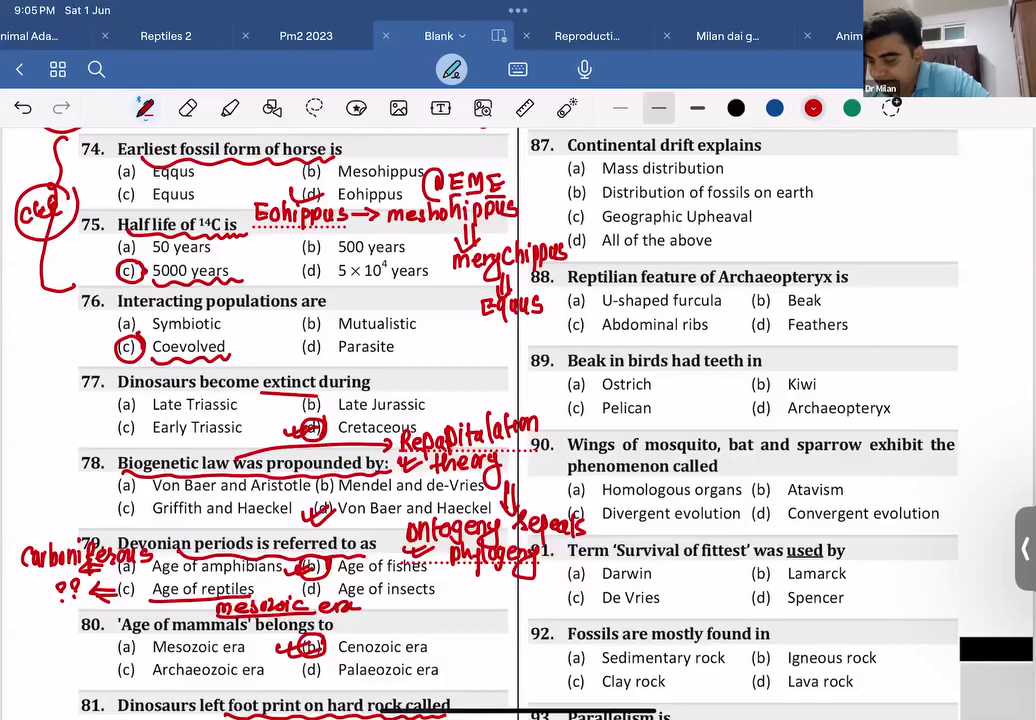 9:05 PM Sat 1 Jun
nimal Ada...
Reptiles 2
Pm2 2023
Blank
Reproducti...
Milan dai g...
Anim
Dr Milan
74. Earliest fossil form of horse is
(a) Eqqus (b) Mesohippus
(c) Equus (d) Eohippus
NEME
Eohippus → meshohippus
merychippus
Equus
75. Half life of ¹⁴C is
(a) 50 years (b) 500 years
(c) 5000 years (d) 5 × 10⁴ years
76. Interacting populations are
(a) Symbiotic (b) Mutualistic
(c) Coevolved (d) Parasite
77. Dinosaurs become extinct during
(a) Late Triassic (b) Late Jurassic
(c) Early Triassic (d) Cretaceous
Repapitalation
theory
78. Biogenetic law was propounded by:
(a) Von Baer and Aristotle (b) Mendel and de-Vries
(c) Griffith and Haeckel (d) Von Baer and Haeckel
Ontogeny repeals
phylogeny
79. Devonian periods is referred to as
Carboniferous
(a) Age of amphibians (b) Age of fishes
?? (c) Age of reptiles (d) Age of insects
mesozoic era
80. 'Age of mammals' belongs to
(a) Mesozoic era (b) Cenozoic era
(c) Archaeozoic era (d) Palaeozoic era
81. Dinosaurs left foot print on hard rock called
87. Continental drift explains
(a) Mass distribution
(b) Distribution of fossils on earth
(c) Geographic Upheaval
(d) All of the above
88. Reptilian feature of Archaeopteryx is
(a) U-shaped furcula (b) Beak
(c) Abdominal ribs (d) Feathers
89. Beak in birds had teeth in
(a) Ostrich (b) Kiwi
(c) Pelican (d) Archaeopteryx
90. Wings of mosquito, bat and sparrow exhibit the
phenomenon called
(a) Homologous organs (b) Atavism
(c) Divergent evolution (d) Convergent evolution
91. Term 'Survival of fittest' was used by
(a) Darwin (b) Lamarck
(c) De Vries (d) Spencer
92. Fossils are mostly found in
(a) Sedimentary rock (b) Igneous rock
(c) Clay rock (d) Lava rock
93. Parallelism is